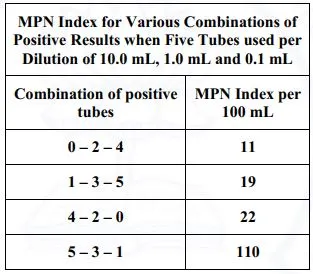 MPN Index for Various Combinations of
Positive Results when Five Tubes used per
Dilution of 10.0 mL, 1.0 mL and 0.1 mL
Combination of positive tubes MPN Index per 100 mL
0 – 2 – 4 11
1 – 3 – 5 19
4 – 2 – 0 22
5 – 3 – 1 110